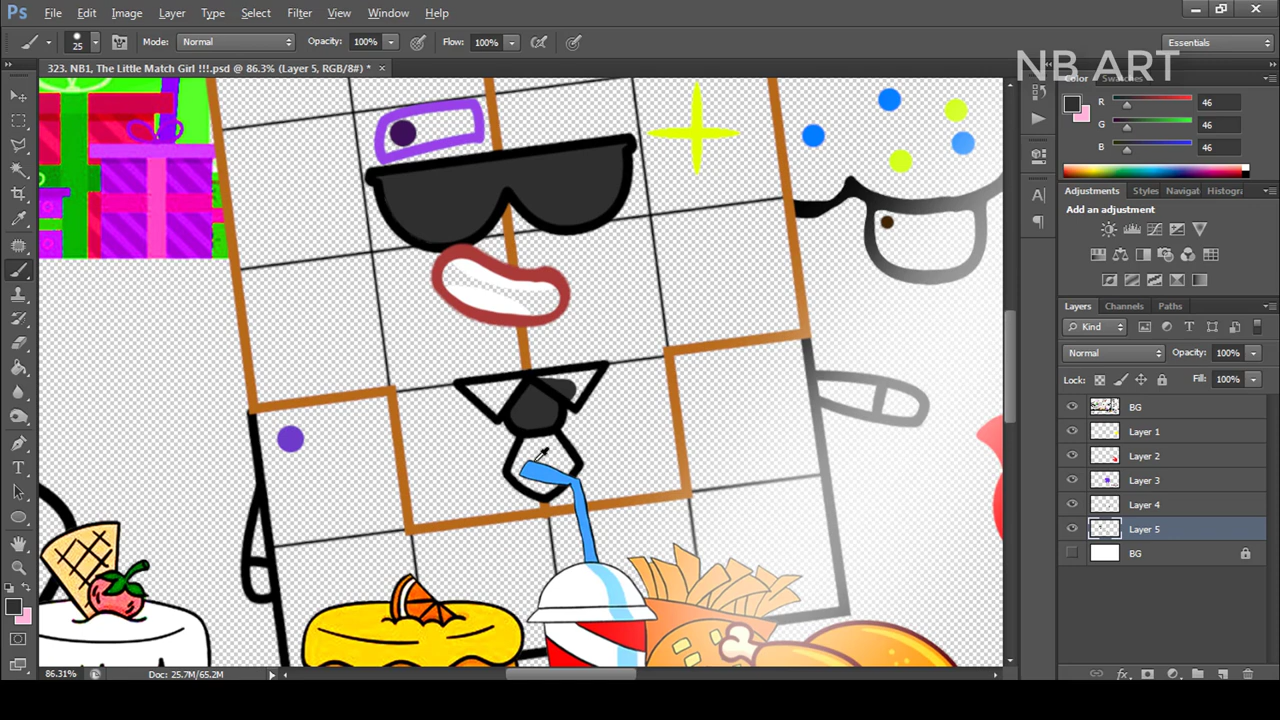 Ps File Edit Image Layer Type Select Filter View Window Help
25 Mode: Normal Opacity: 100% Flow: 100% Essentials
323. NB1, The Little Match Girl !!!.psd @ 86.3% (Layer 5, RGB/8#) * ×
NB ART
Color Swatches
R 46
G 46
B 46
Adjustments Styles Navigat Histogra
Add an adjustment
Layers Channels Paths
Kind
Normal Opacity: 100%
Lock: Fill: 100%
BG
Layer 1
Layer 2
Layer 3
Layer 4
Layer 5
BG
86.31% Doc: 25.7M/65.2M